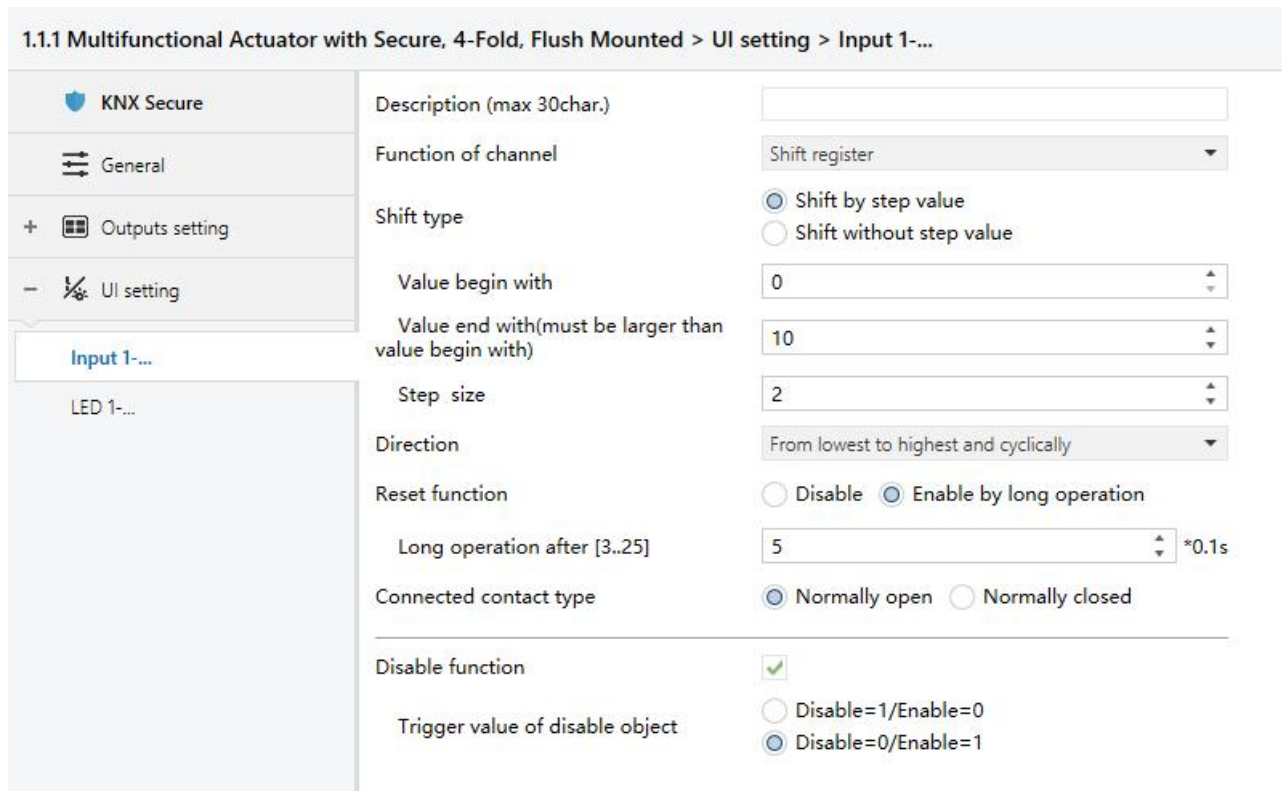 1.1.1 Multifunctional Actuator with Secure, 4-Fold, Flush Mounted > UI setting > Input 1-...
KNX Secure
General
+ Outputs setting
– UI setting
Input 1-...
LED 1-...
Description (max 30char.)
Function of channel Shift register
Shift type Shift by step value
Shift without step value
Value begin with 0
Value end with(must be larger than
value begin with) 10
Step size 2
Direction From lowest to highest and cyclically
Reset function Disable Enable by long operation
Long operation after [3..25] 5 *0.1s
Connected contact type Normally open Normally closed
Disable function
Trigger value of disable object Disable=1/Enable=0
Disable=0/Enable=1